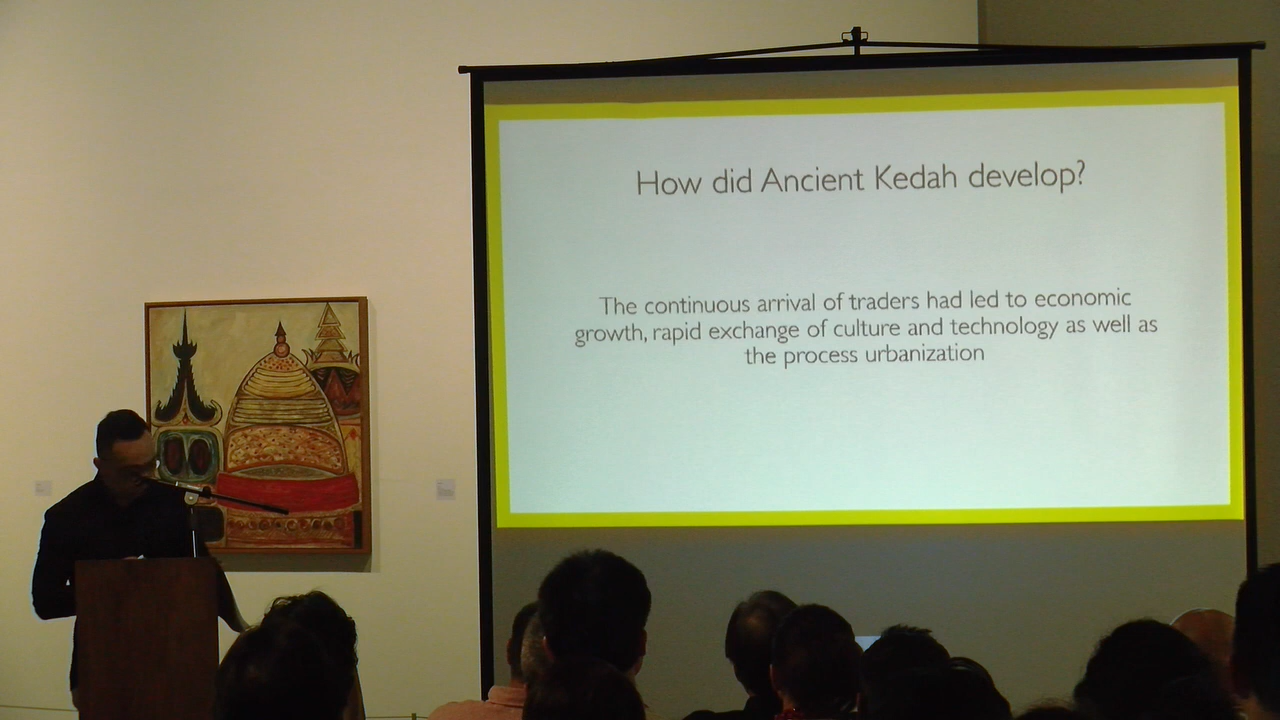 How did Ancient Kedah develop?
The continuous arrival of traders had led to economic
growth, rapid exchange of culture and technology as well as
the process urbanization